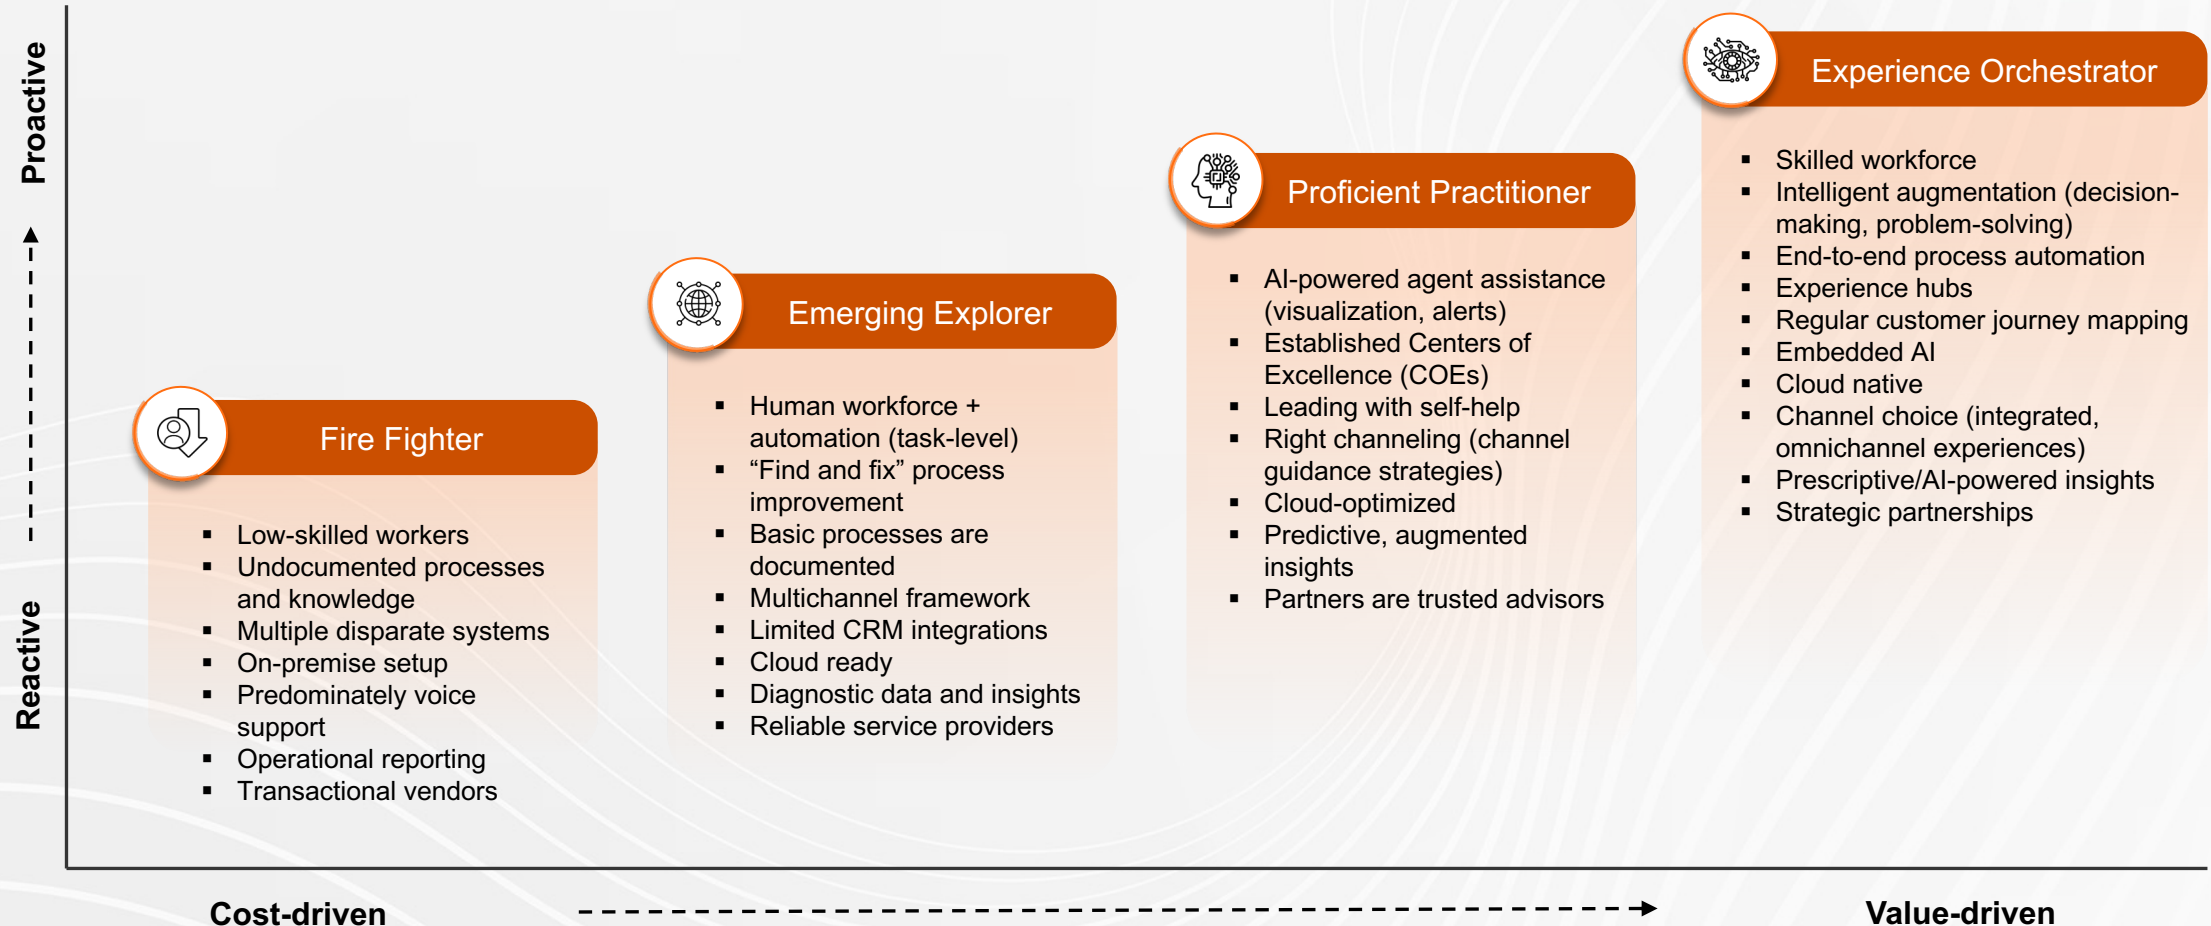 Proactive
Reactive
Fire Fighter
▪ Low-skilled workers
▪ Undocumented processes
and knowledge
▪ Multiple disparate systems
▪ On-premise setup
▪ Predominately voice
support
▪ Operational reporting
▪ Transactional vendors
Emerging Explorer
▪ Human workforce +
automation (task-level)
▪ “Find and fix” process
improvement
▪ Basic processes are
documented
▪ Multichannel framework
▪ Limited CRM integrations
▪ Cloud ready
▪ Diagnostic data and insights
▪ Reliable service providers
Proficient Practitioner
▪ AI-powered agent assistance
(visualization, alerts)
▪ Established Centers of
Excellence (COEs)
▪ Leading with self-help
▪ Right channeling (channel
guidance strategies)
▪ Cloud-optimized
▪ Predictive, augmented
insights
▪ Partners are trusted advisors
Experience Orchestrator
▪ Skilled workforce
▪ Intelligent augmentation (decision-
making, problem-solving)
▪ End-to-end process automation
▪ Experience hubs
▪ Regular customer journey mapping
▪ Embedded AI
▪ Cloud native
▪ Channel choice (integrated,
omnichannel experiences)
▪ Prescriptive/AI-powered insights
▪ Strategic partnerships
Cost-driven
Value-driven